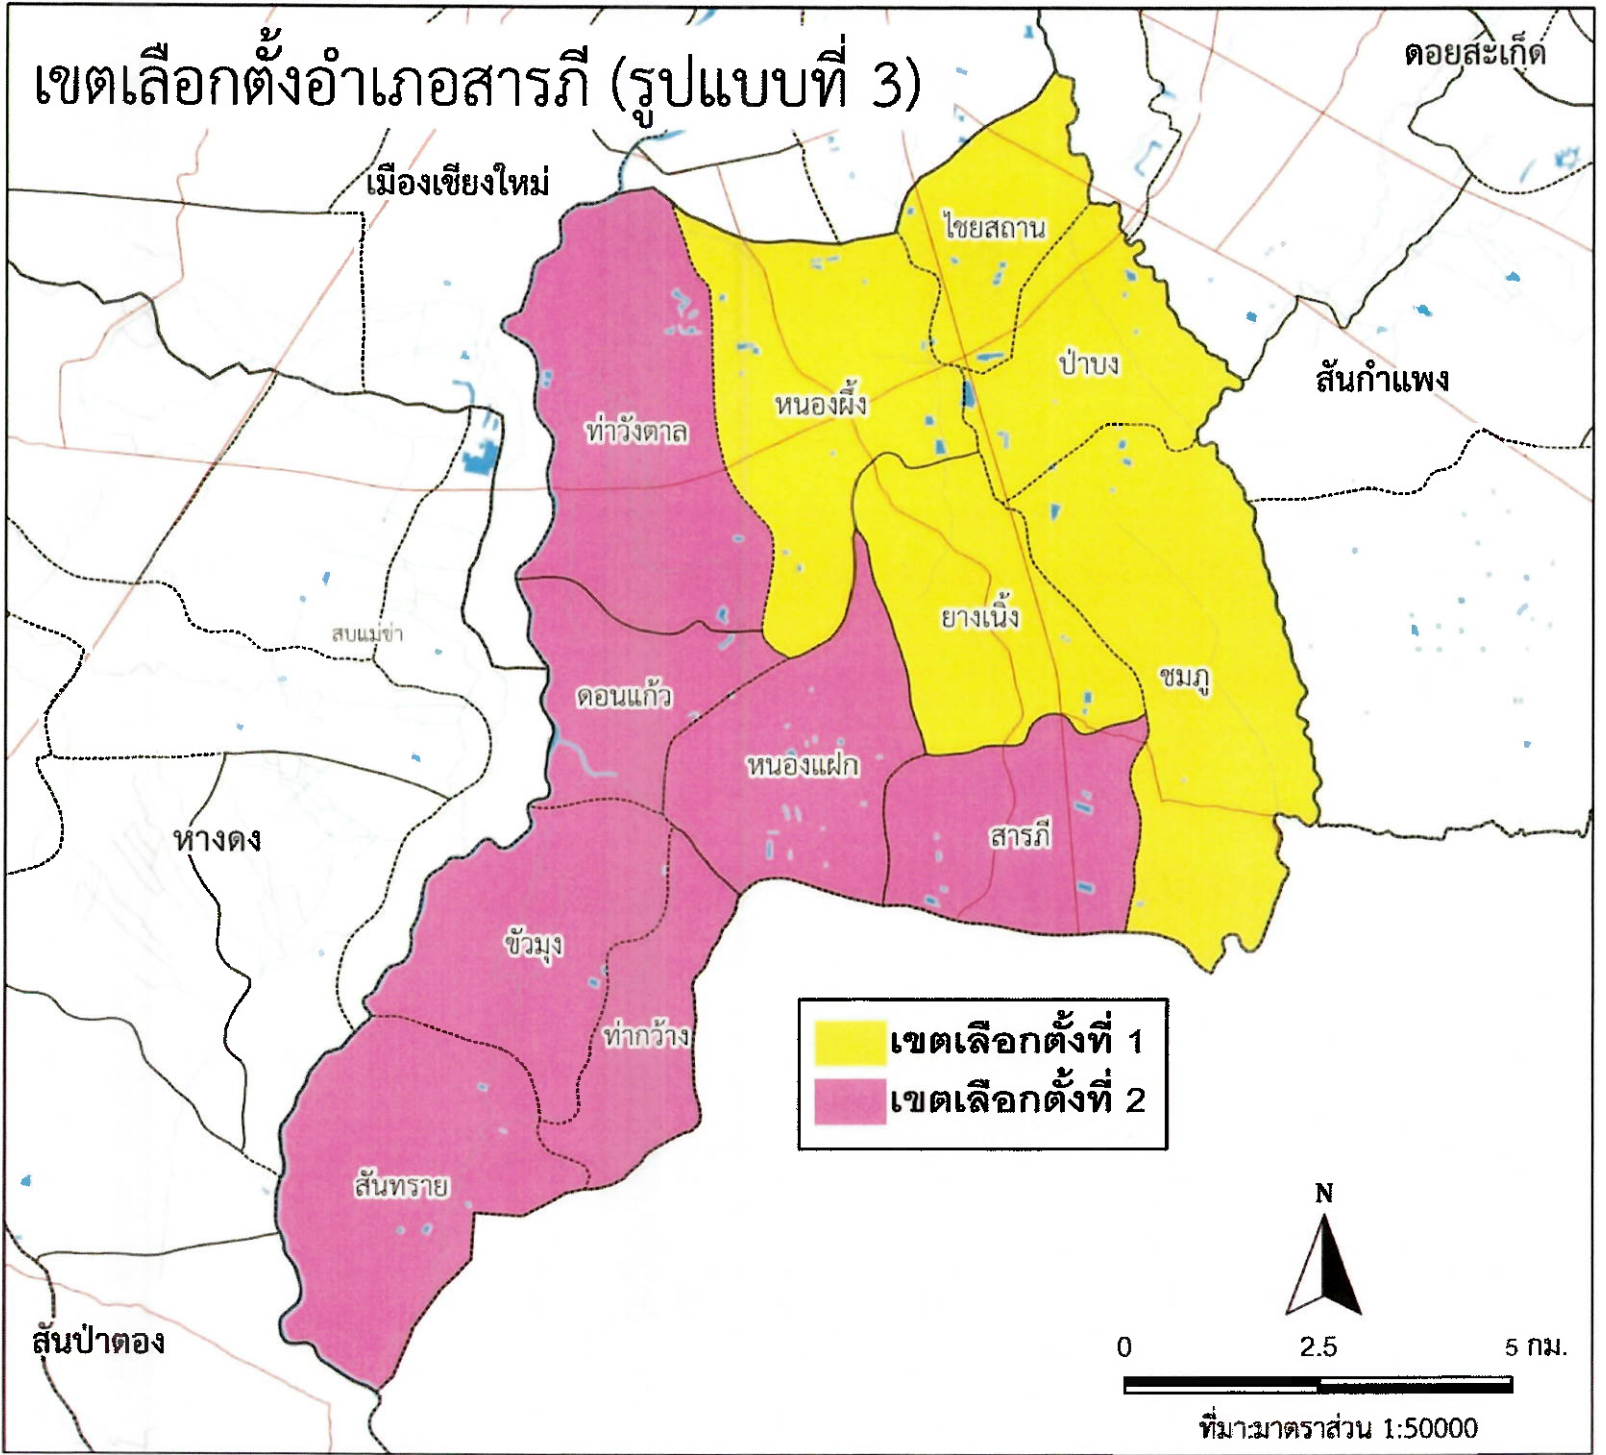 เขตเลือกตั้งอำเภอสารภี (รูปแบบที่ 3)
ดอยสะเก็ด
เมืองเชียงใหม่
ไชยสถาน
ป่าบง
สันกำแพง
หนองผึ้ง
ท่าวังตาล
ยางเนิ้ง
สบแม่ข่า
ชมภู
ดอนแก้ว
หนองแฝก
สารภี
หางดง
ขัวมุง
ท่ากว้าง
เขตเลือกตั้งที่ 1
เขตเลือกตั้งที่ 2
สันทราย
N
สันป่าตอง
0 2.5 5 กม.
ที่มา:มาตราส่วน 1:50000